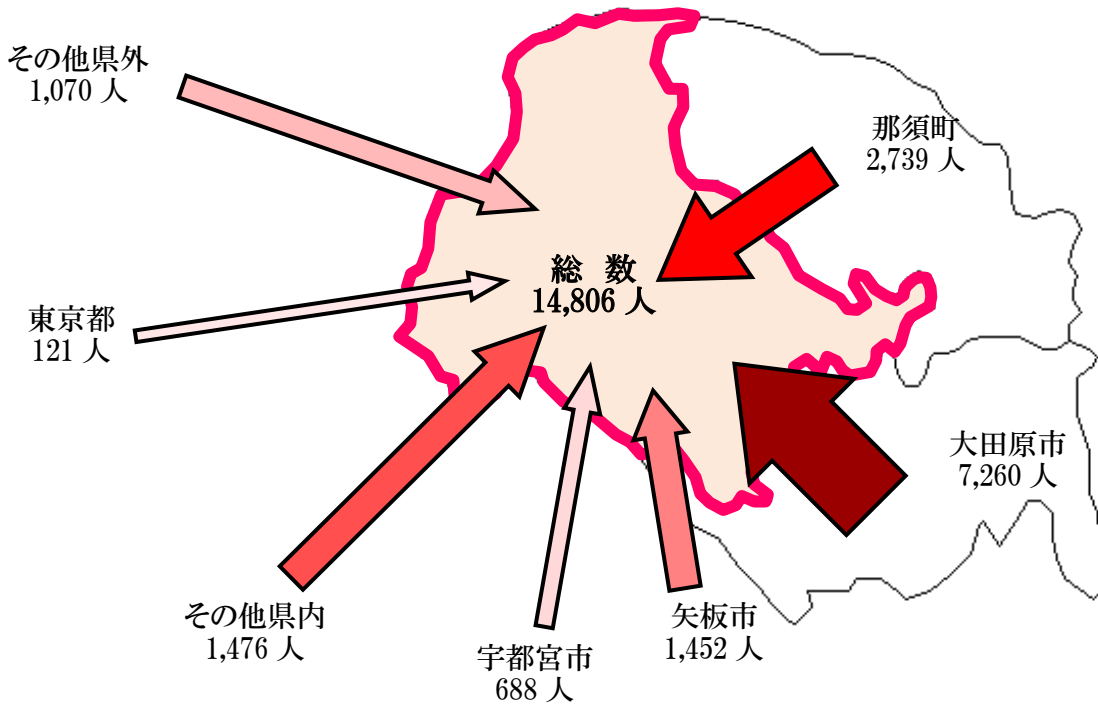 その他県外
1,070 人
那須町
2,739 人
総 数
14,806 人
東京都
121 人
大田原市
7,260 人
その他県内
1,476 人
矢板市
1,452 人
宇都宮市
688 人